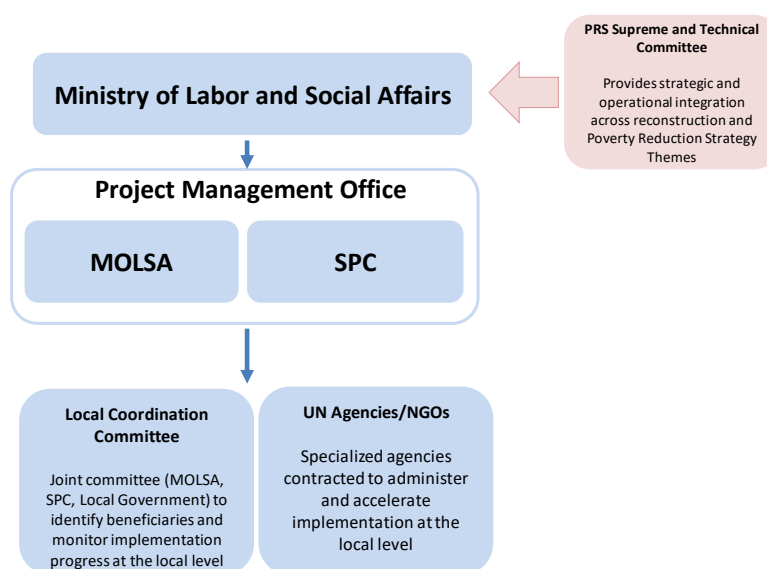 PRS Supreme and Technical
Committee
Provides strategic and
operational integration
across reconstruction and
Poverty Reduction Strategy
Themes
Ministry of Labor and Social Affairs
Project Management Office
MOLSA
SPC
Local Coordination
Committee
Joint committee (MOLSA,
SPC, Local Government) to
identify beneficiaries and
monitor implementation
progress at the local level
UN Agencies/NGOs
Specialized agencies
contracted to administer
and accelerate
implementation at the
local level